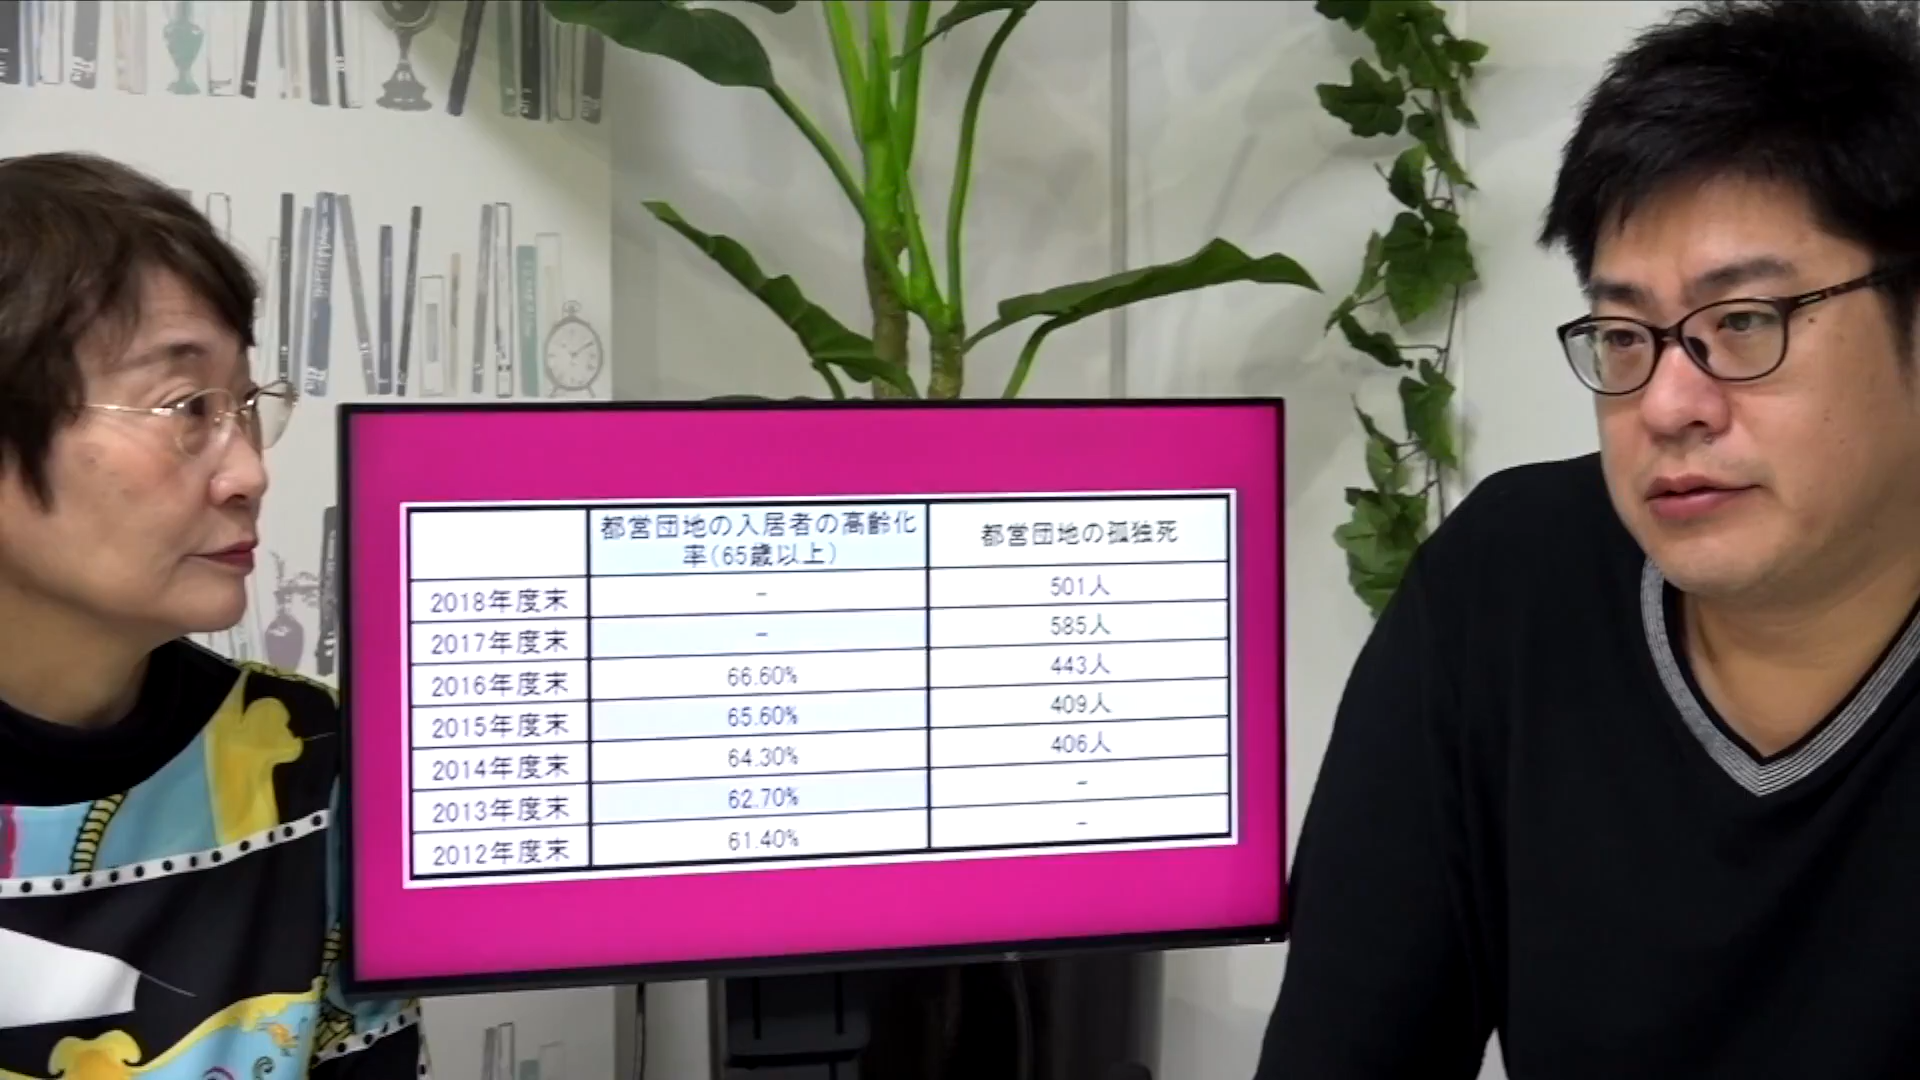 都営団地の入居者の高齢化
率(65歳以上)
都営団地の孤独死
2018年度末 - 501人
2017年度末 - 585人
2016年度末 66.60% 443人
2015年度末 65.60% 409人
2014年度末 64.30% 406人
2013年度末 62.70% -
2012年度末 61.40% -